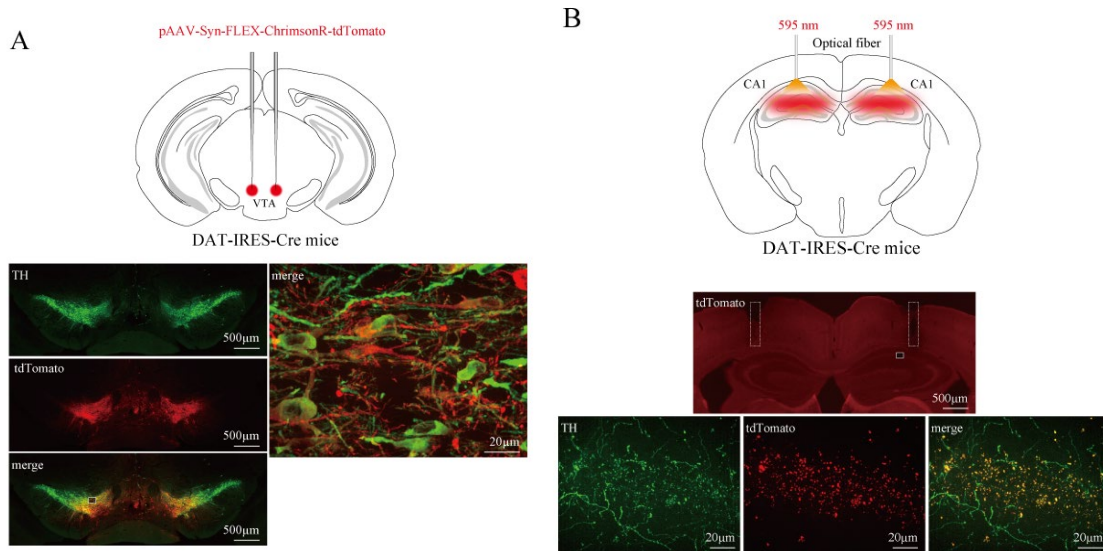 A
pAAV-Syn-FLEX-ChrimsonR-tdTomato
VTA
DAT-IRES-Cre mice
TH
500μm
merge
20μm
tdTomato
500μm
merge
500μm
B
595 nm
595 nm
Optical fiber
CA1
CA1
DAT-IRES-Cre mice
tdTomato
500μm
TH
20μm
tdTomato
20μm
merge
20μm